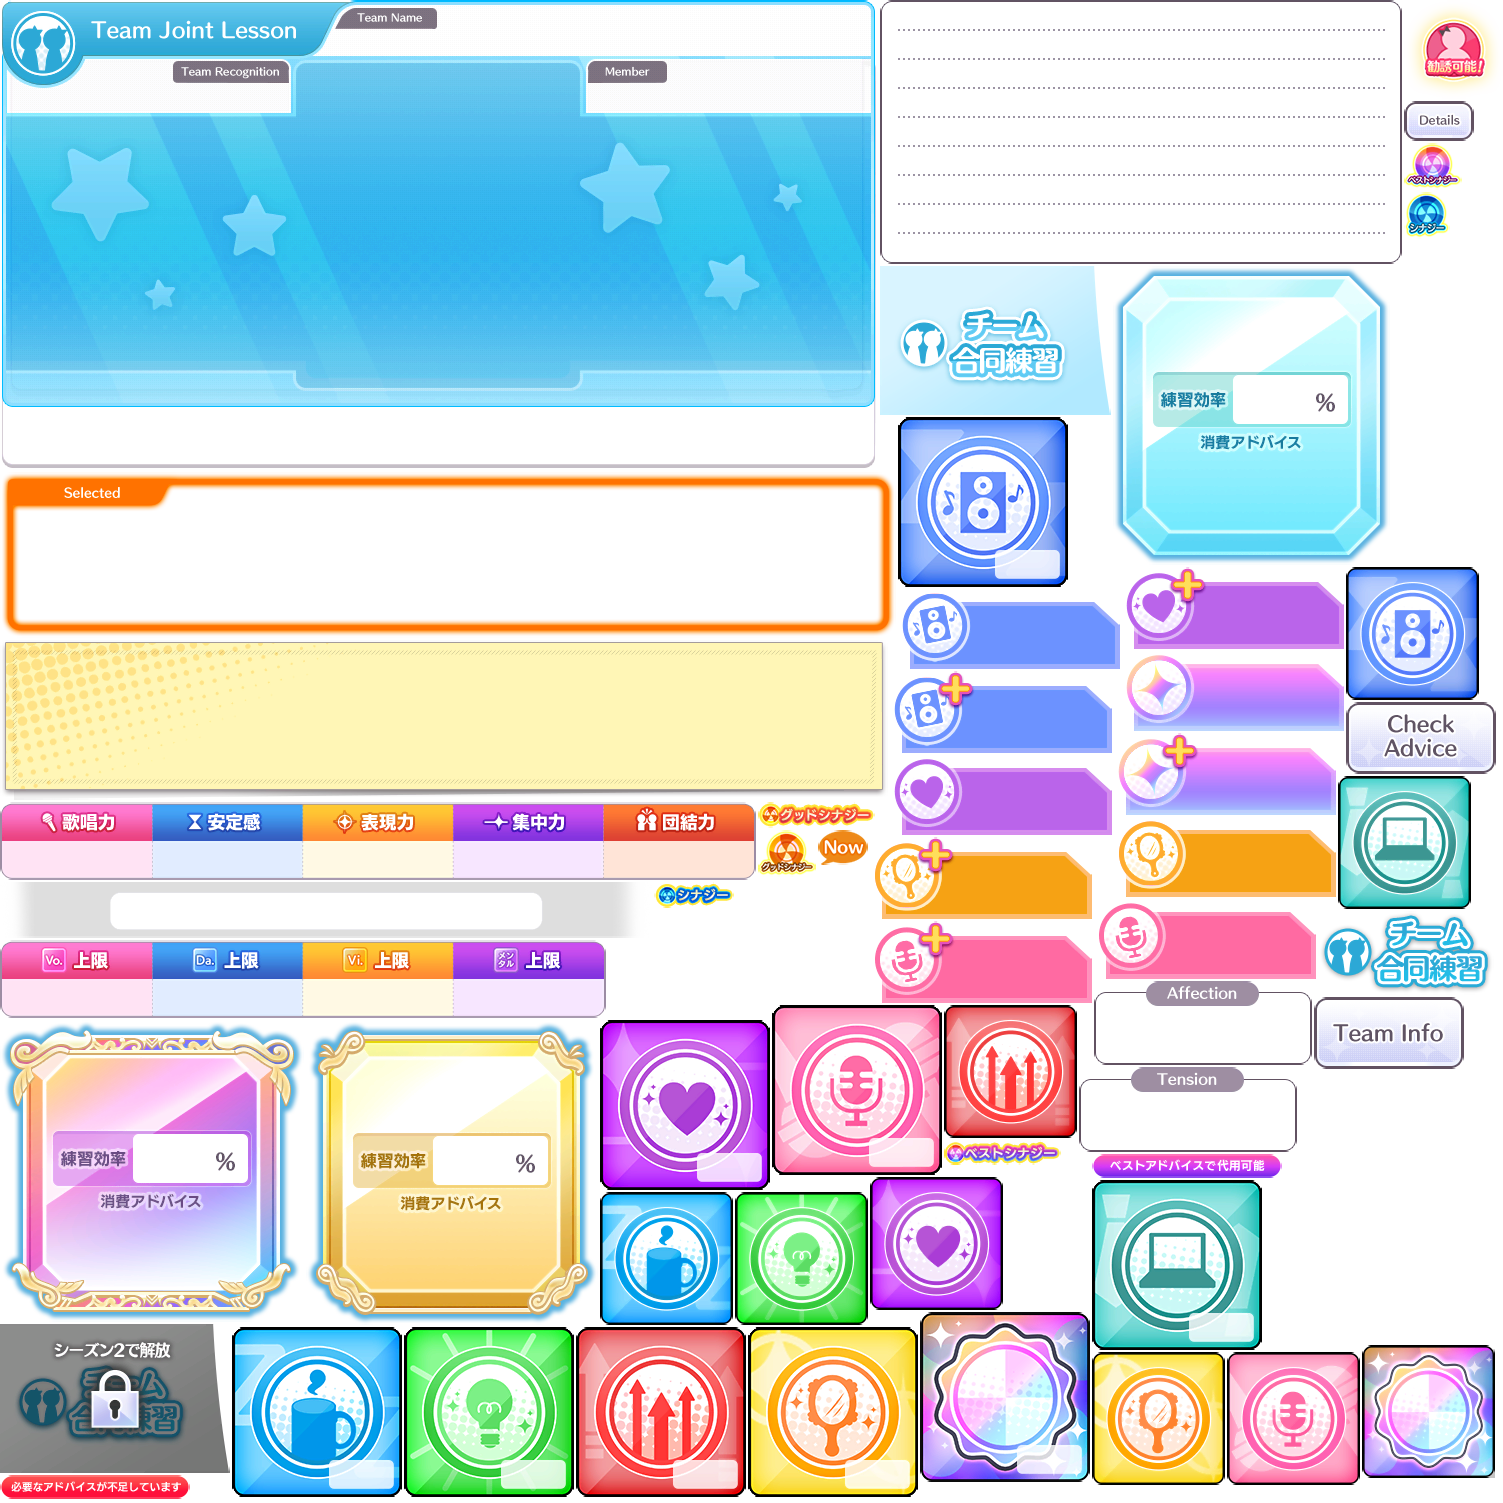 Team Joint Lesson
Team Name
Team Recognition
Member
勧誘可能!
Details
ベストシナジー
シナジー
チーム
合同練習
練習効率
%
消費アドバイス
Selected
Check
Advice
歌唱力
安定感
表現力
集中力
団結力
グッドシナジー
グッドシナジー
Now
シナジー
Vo. 上限
Da. 上限
Vi. 上限
メンタル 上限
チーム
合同練習
Affection
Team Info
Tension
ベストシナジー
ベストアドバイスで代用可能
練習効率
%
消費アドバイス
練習効率
%
消費アドバイス
シーズン2で解放
チーム
合同練習
必要なアドバイスが不足しています